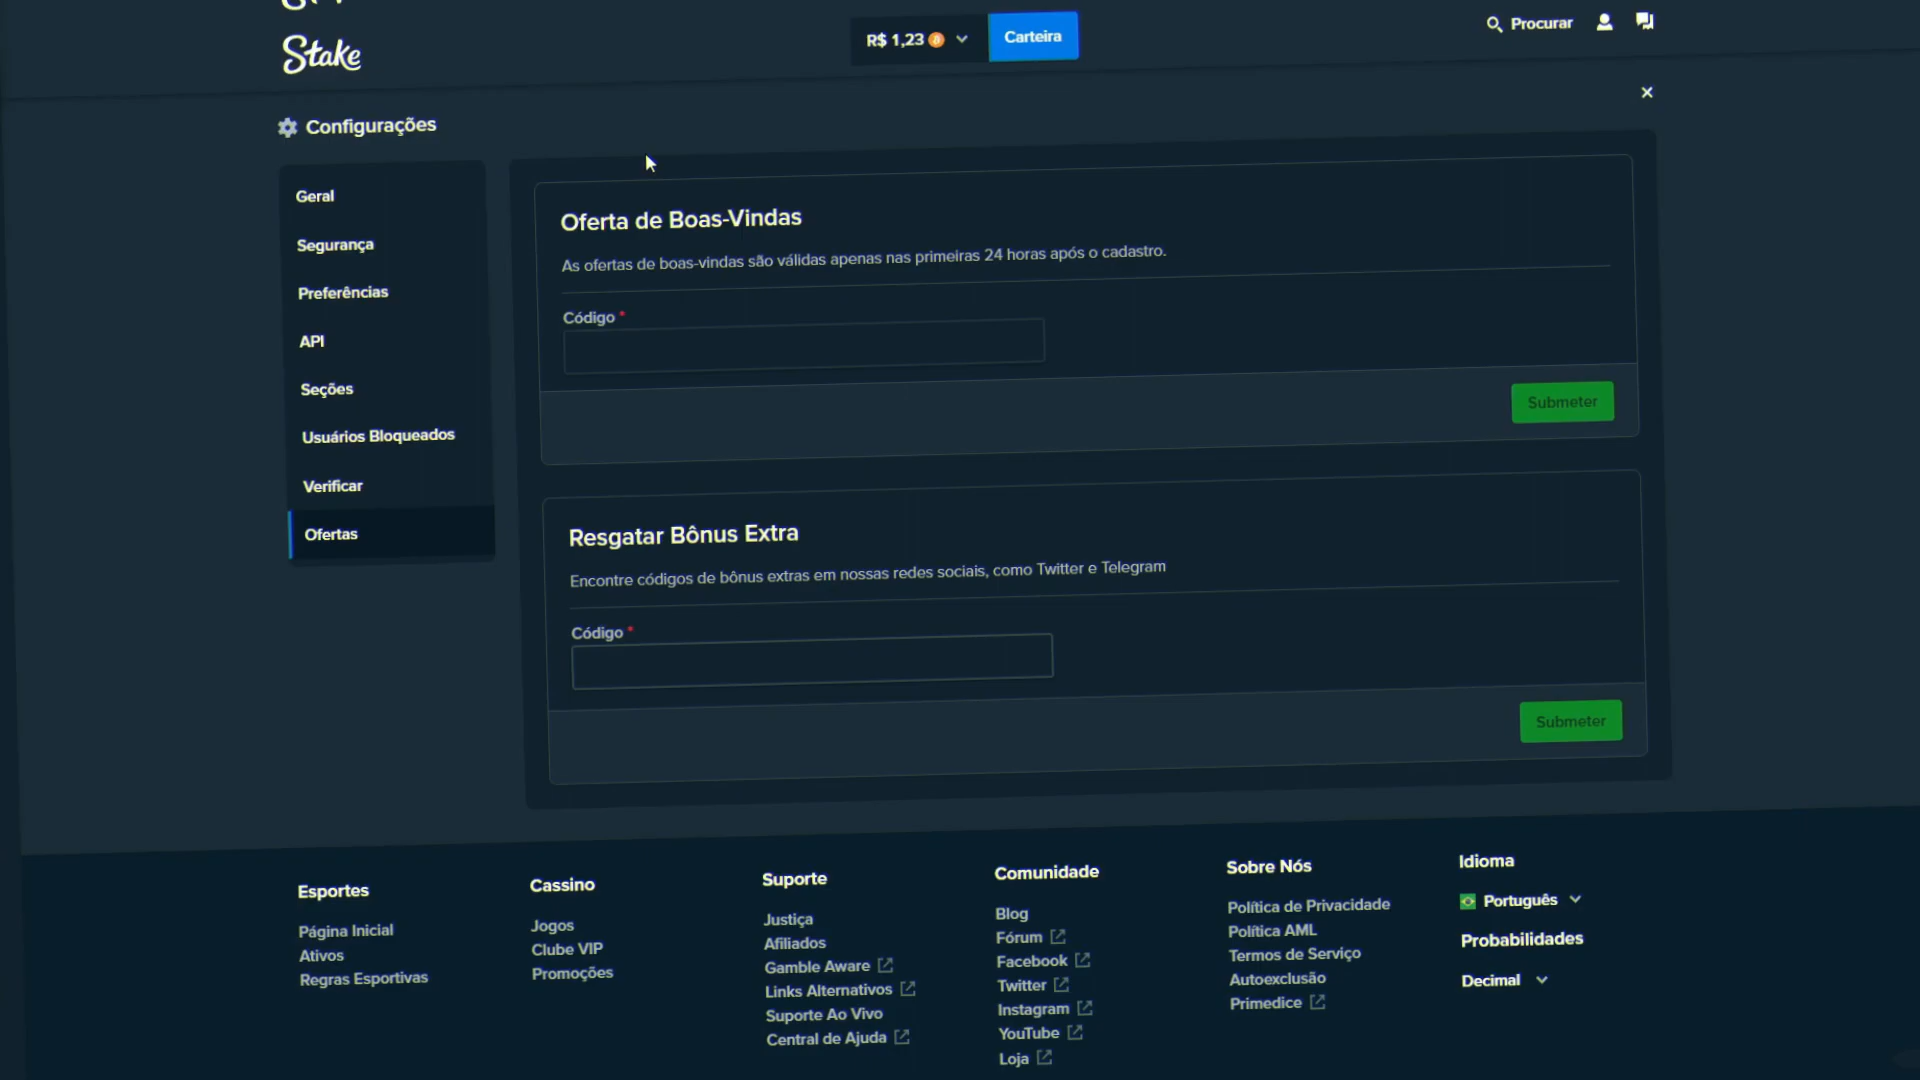 Stake
R$ 1,23
Carteira
Procurar
Configurações
Geral
Segurança
Preferências
API
Seções
Usuários Bloqueados
Verificar
Ofertas
Oferta de Boas-Vindas
As ofertas de boas-vindas são válidas apenas nas primeiras 24 horas após o cadastro.
Código *
Submeter
Resgatar Bônus Extra
Encontre códigos de bônus extras em nossas redes sociais, como Twitter e Telegram
Código *
Submeter
Esportes
Página Inicial
Ativos
Regras Esportivas
Cassino
Jogos
Clube VIP
Promoções
Suporte
Justiça
Afiliados
Gamble Aware
Links Alternativos
Suporte Ao Vivo
Central de Ajuda
Comunidade
Blog
Fórum
Facebook
Twitter
Instagram
YouTube
Loja
Sobre Nós
Política de Privacidade
Política AML
Termos de Serviço
Autoexclusão
Primedice
Idioma
Português
Probabilidades
Decimal